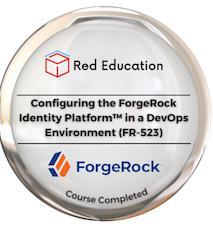 Red Education
Configuring the ForgeRock
Identity Platform™ in a DevOps
Environment (FR-523)
ForgeRock
Course Completed